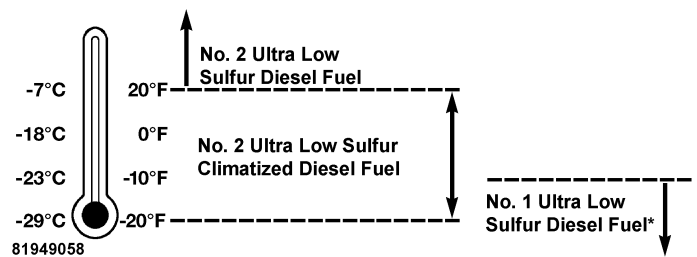 No. 2 Ultra Low
Sulfur Diesel Fuel
-7°C 20°F
-18°C 0°F
No. 2 Ultra Low Sulfur
Climatized Diesel Fuel
-23°C -10°F
No. 1 Ultra Low
Sulfur Diesel Fuel*
-29°C -20°F
81949058